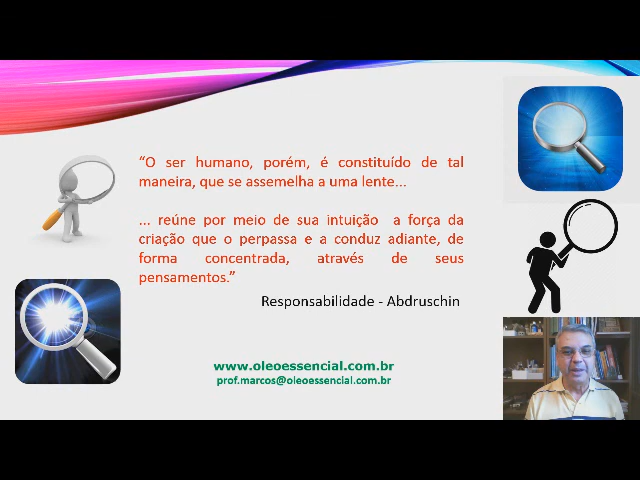 “O ser humano, porém, é constituído de tal
maneira, que se assemelha a uma lente...
... reúne por meio de sua intuição a força da
criação que o perpassa e a conduz adiante, de
forma concentrada, através de seus
pensamentos.”
Responsabilidade - Abdruschin
www.oleoessencial.com.br
prof.marcos@oleoessencial.com.br